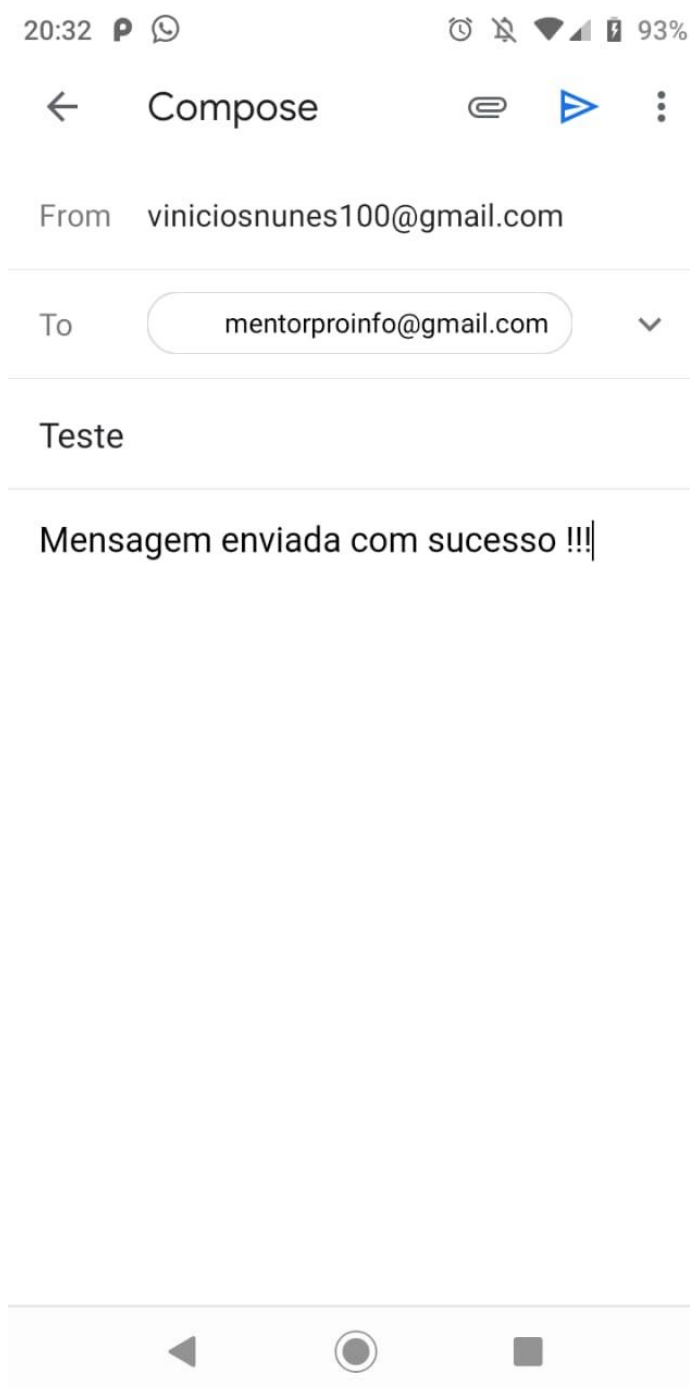 20:32 93%
Compose
From viniciosnunes100@gmail.com
To mentorproinfo@gmail.com
Teste
Mensagem enviada com sucesso !!!